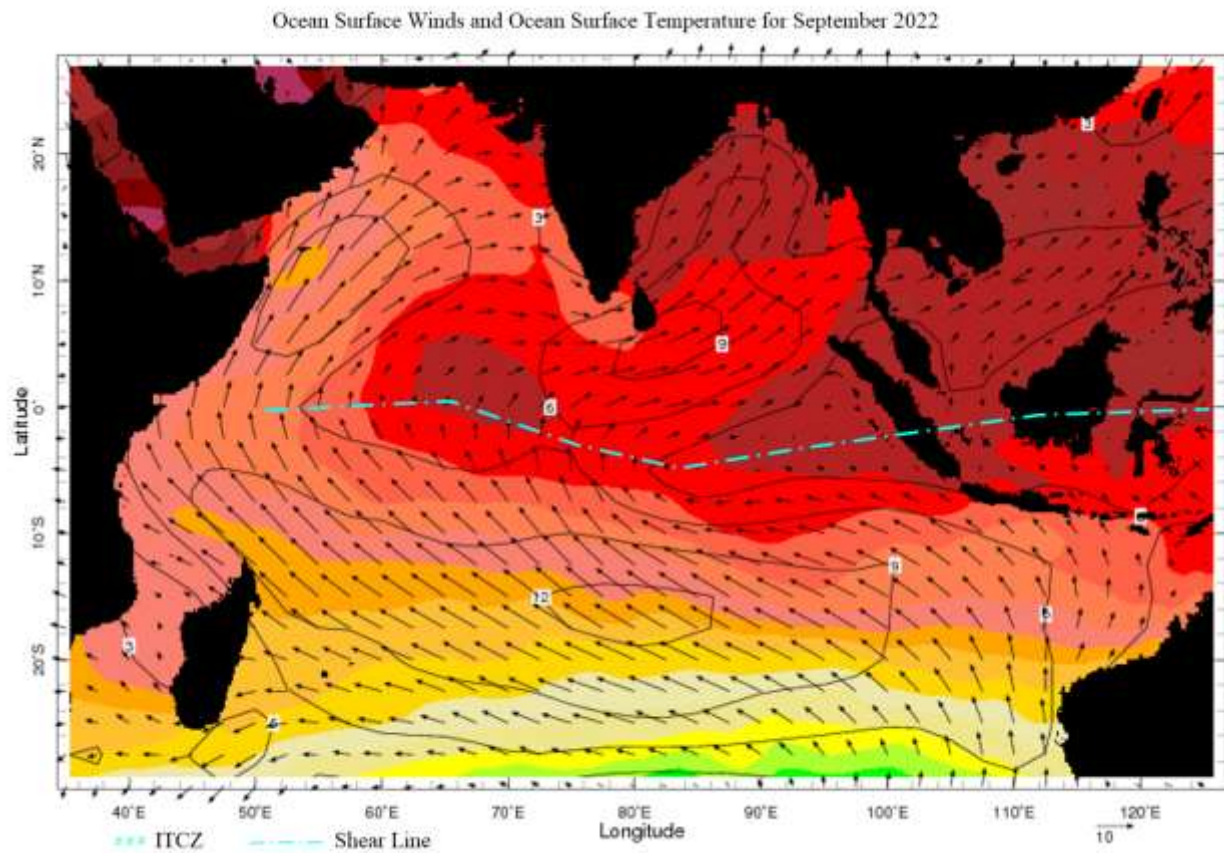 Ocean Surface Winds and Ocean Surface Temperature for September 2022
3
20°N
3
10°N
9
Latitude
0°
6
6
10°S
9
12
6
3
20°S
6
40°E 50°E 60°E 70°E 80°E 90°E 100°E 110°E 120°E
Longitude
ITCZ Shear Line 10